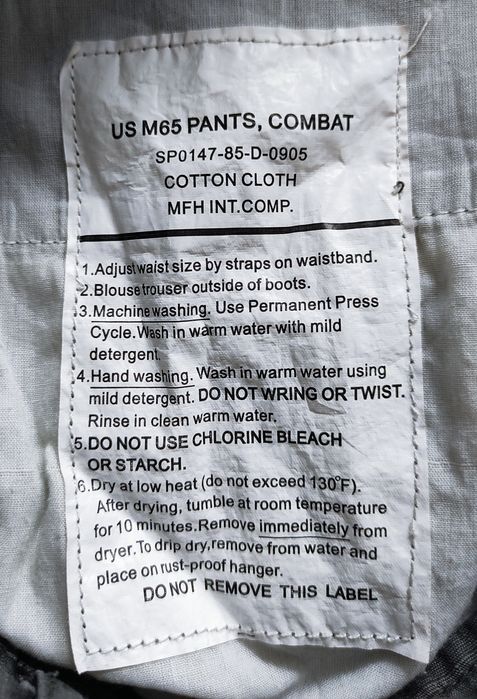 US M65 PANTS, COMBAT
SP0147-85-D-0905
COTTON CLOTH
MFH INT.COMP.
1.Adjust waist size by straps on waistband.
2.Blouse trouser outside of boots.
3.Machine washing. Use Permanent Press
Cycle.Wash in warm water with mild
detergent.
4.Hand washing. Wash in warm water using
mild detergent. DO NOT WRING OR TWIST.
Rinse in clean warm water.
5.DO NOT USE CHLORINE BLEACH
OR STARCH.
6.Dry at low heat (do not exceed 130°F).
After drying, tumble at room temperature
for 10 minutes.Remove immediately from
dryer.To drip dry,remove from water and
place on rust-proof hanger.
DO NOT REMOVE THIS LABEL